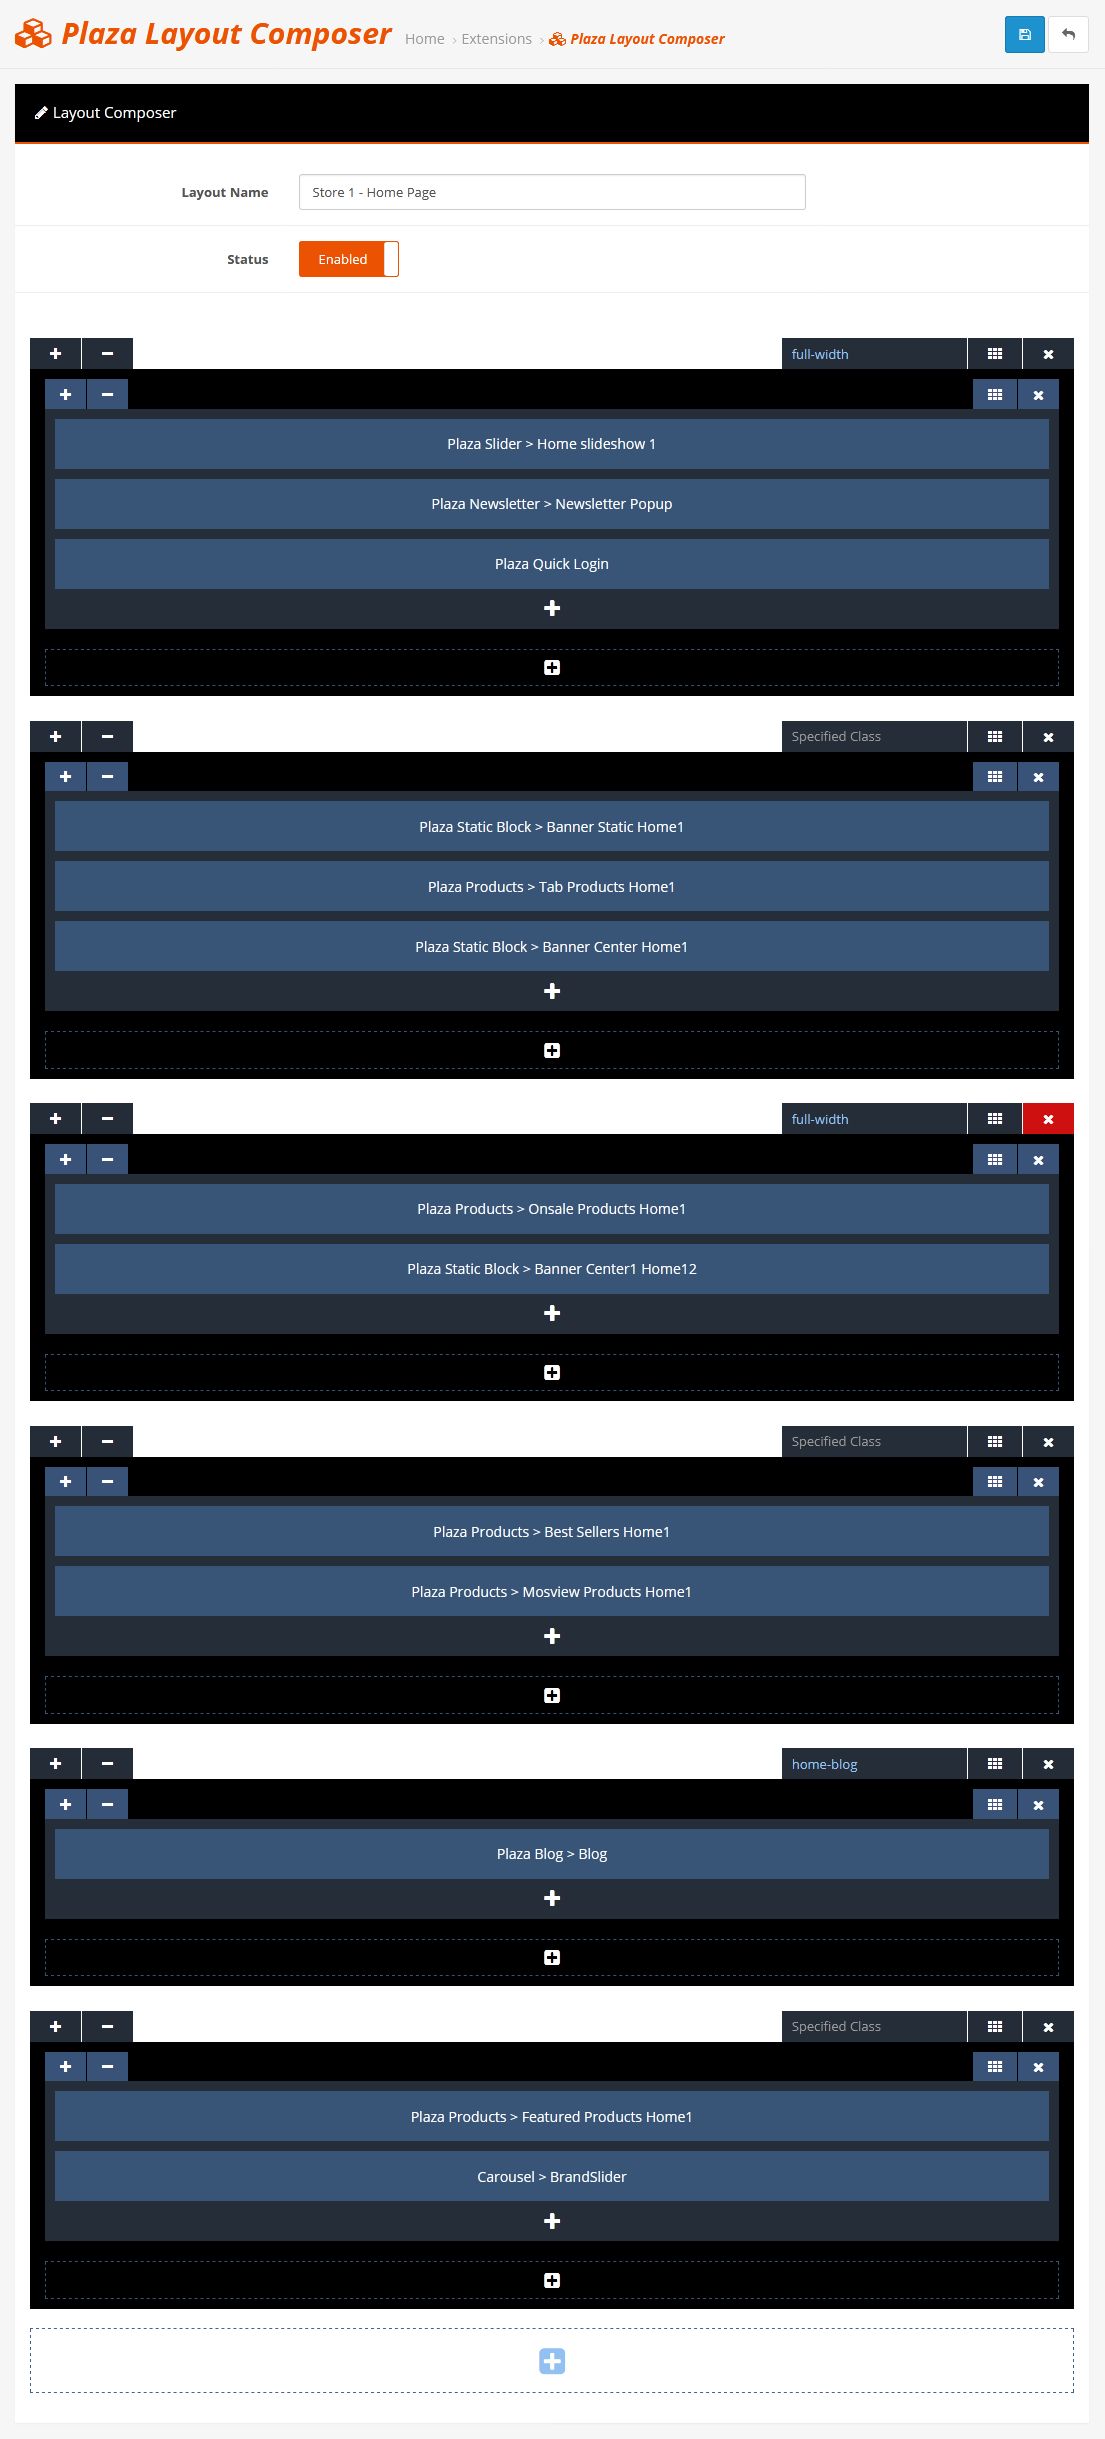 Plaza Layout Composer
Home › Extensions › Plaza Layout Composer
Layout Composer
Layout Name
Store 1 - Home Page
Status
Enabled
full-width
Plaza Slider > Home slideshow 1
Plaza Newsletter > Newsletter Popup
Plaza Quick Login
Specified Class
Plaza Static Block > Banner Static Home1
Plaza Products > Tab Products Home1
Plaza Static Block > Banner Center Home1
full-width
Plaza Products > Onsale Products Home1
Plaza Static Block > Banner Center1 Home12
Specified Class
Plaza Products > Best Sellers Home1
Plaza Products > Mosview Products Home1
home-blog
Plaza Blog > Blog
Specified Class
Plaza Products > Featured Products Home1
Carousel > BrandSlider